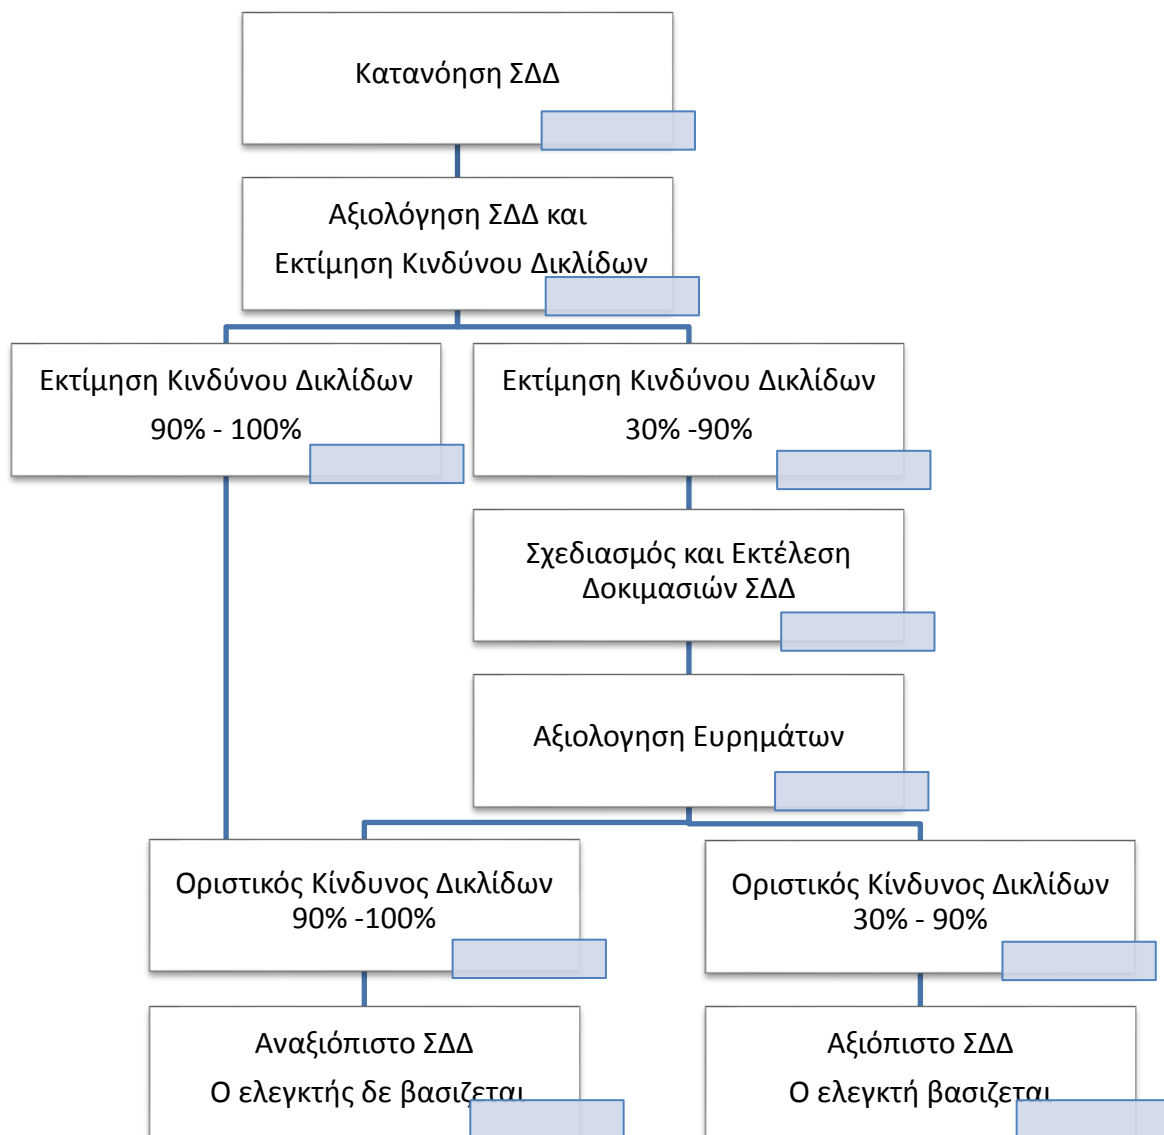 Κατανόηση ΣΔΔ
Αξιολόγηση ΣΔΔ και
Εκτίμηση Κινδύνου Δικλίδων
Εκτίμηση Κινδύνου Δικλίδων
90% - 100%
Εκτίμηση Κινδύνου Δικλίδων
30% -90%
Σχεδιασμός και Εκτέλεση
Δοκιμασιών ΣΔΔ
Αξιολογηση Ευρημάτων
Οριστικός Κίνδυνος Δικλίδων
90% -100%
Οριστικός Κίνδυνος Δικλίδων
30% - 90%
Αναξιόπιστο ΣΔΔ
Ο ελεγκτής δε βασιζεται
Αξιόπιστο ΣΔΔ
Ο ελεγκτή βασιζεται